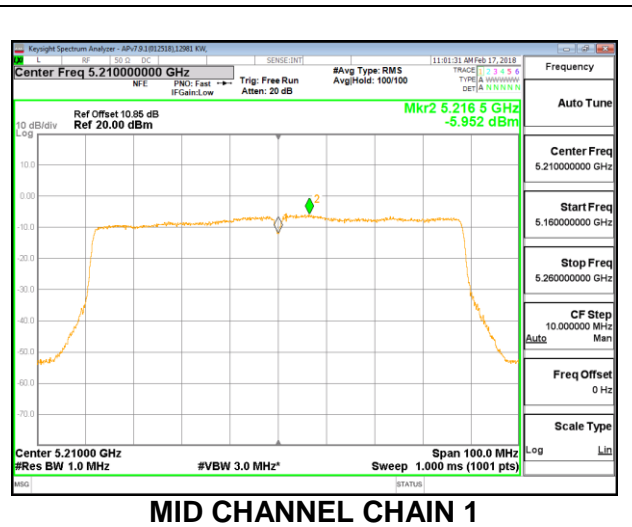 Keysight Spectrum Analyzer - APv7.9.1(012518),12981 KW,
L RF 50 Ω DC SENSE:INT 11:01:31 AM Feb 17, 2018
Center Freq 5.210000000 GHz
NFE
PNO: Fast
IFGain:Low
Trig: Free Run
Atten: 20 dB
#Avg Type: RMS
Avg|Hold: 100/100
TRACE 1 2 3 4 5 6
TYPE A WWWWW
DET A N N N N N
Frequency
Auto Tune
Center Freq
5.210000000 GHz
Start Freq
5.160000000 GHz
Stop Freq
5.260000000 GHz
CF Step
10.000000 MHz
Auto Man
Freq Offset
0 Hz
Scale Type
Log Lin
Mkr2 5.216 5 GHz
-5.952 dBm
Ref Offset 10.85 dB
10 dB/div Ref 20.00 dBm
Log
10.0
0.00
-10.0
-20.0
-30.0
-40.0
-50.0
-60.0
-70.0
2
Center 5.21000 GHz Span 100.0 MHz
#Res BW 1.0 MHz #VBW 3.0 MHz* Sweep 1.000 ms (1001 pts)
MSG STATUS
MID CHANNEL CHAIN 1